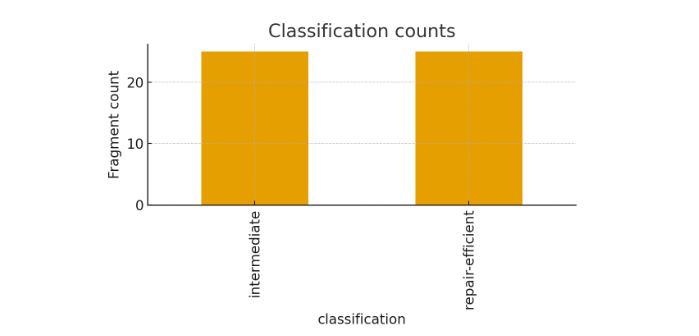 Classification counts
Fragment count
20
10
0
intermediate
repair-efficient
classification